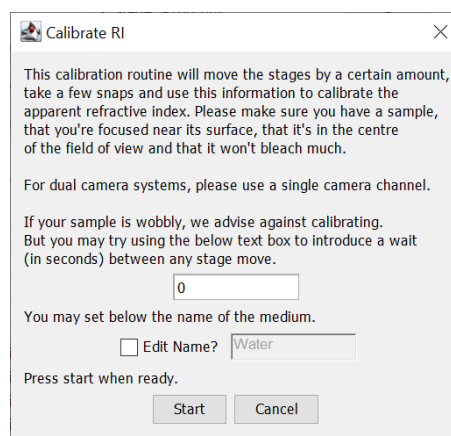 Calibrate RI
This calibration routine will move the stages by a certain amount,
take a few snaps and use this information to calibrate the
apparent refractive index. Please make sure you have a sample,
that you're focused near its surface, that it's in the centre
of the field of view and that it won't bleach much.
For dual camera systems, please use a single camera channel.
If your sample is wobbly, we advise against calibrating.
But you may try using the below text box to introduce a wait
(in seconds) between any stage move.
0
You may set below the name of the medium.
Edit Name? Water
Press start when ready.
Start Cancel